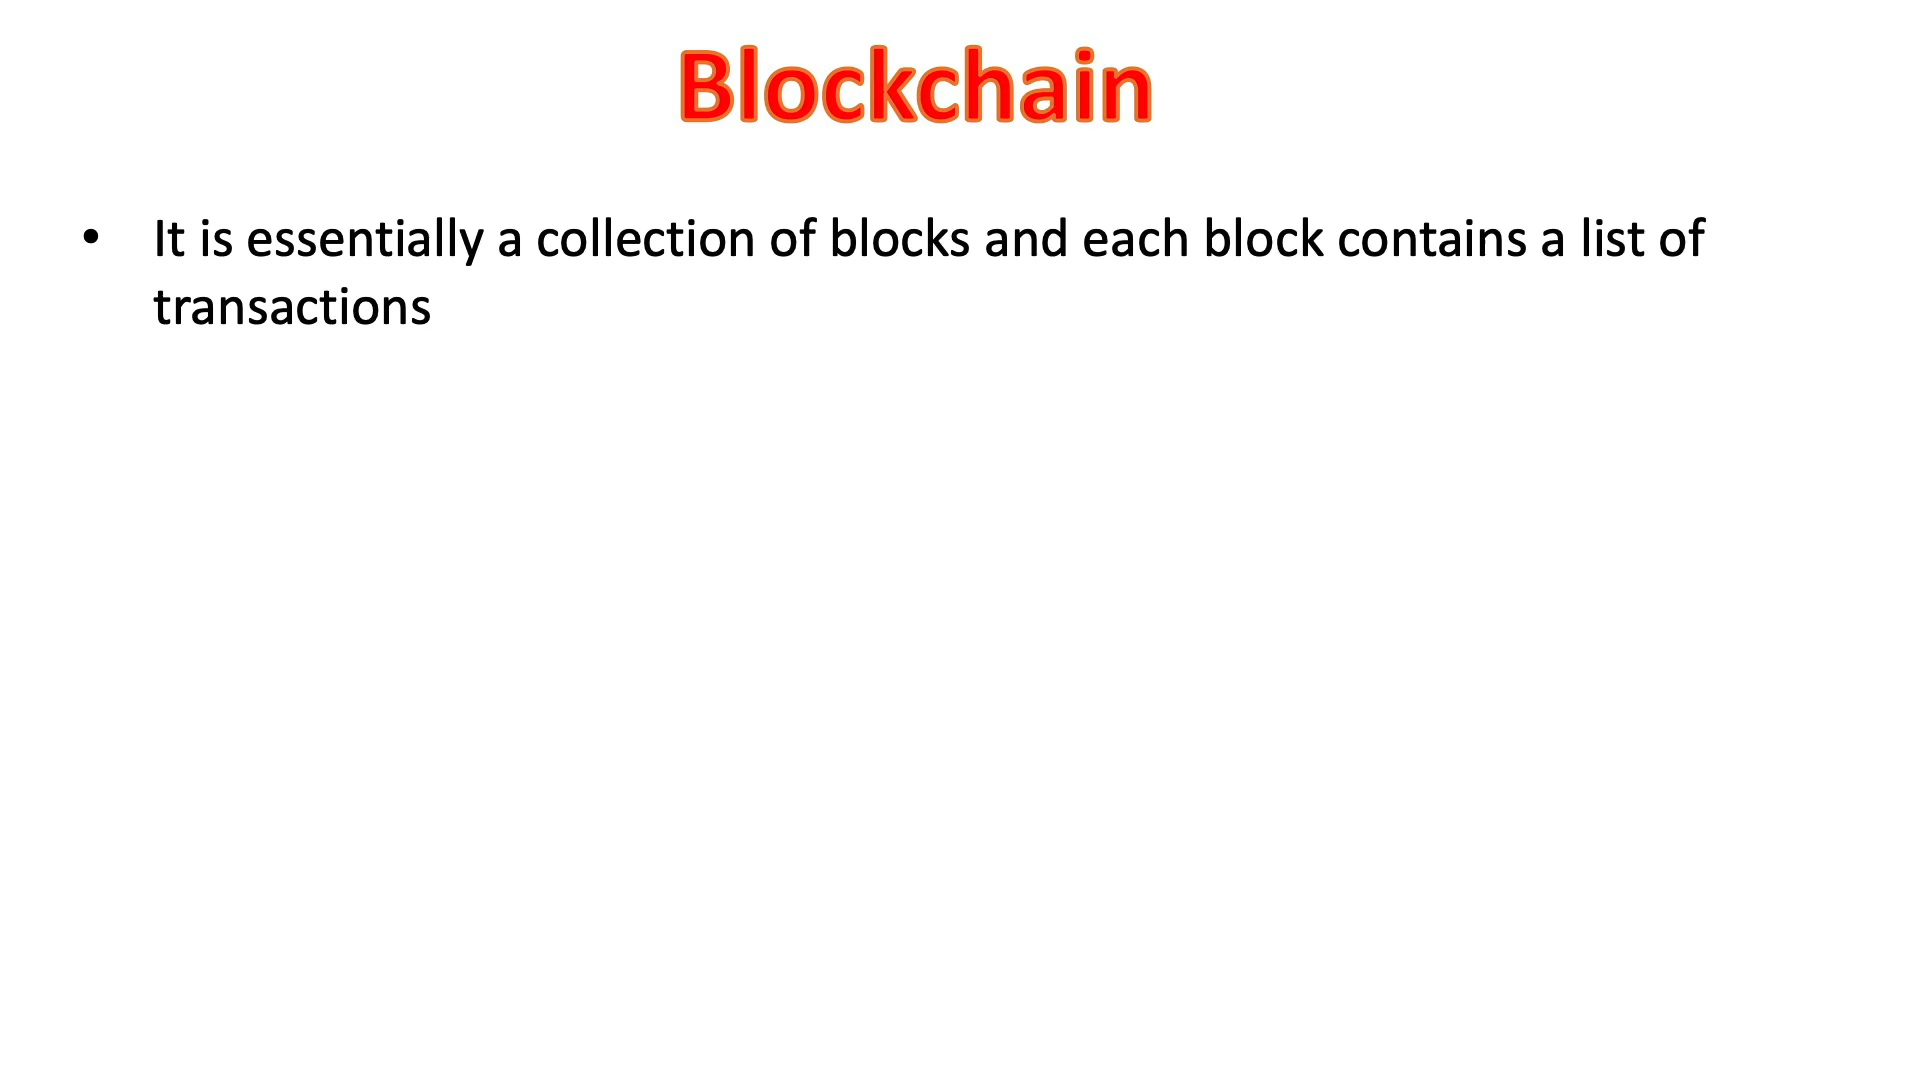 Blockchain
• It is essentially a collection of blocks and each block contains a list of
transactions